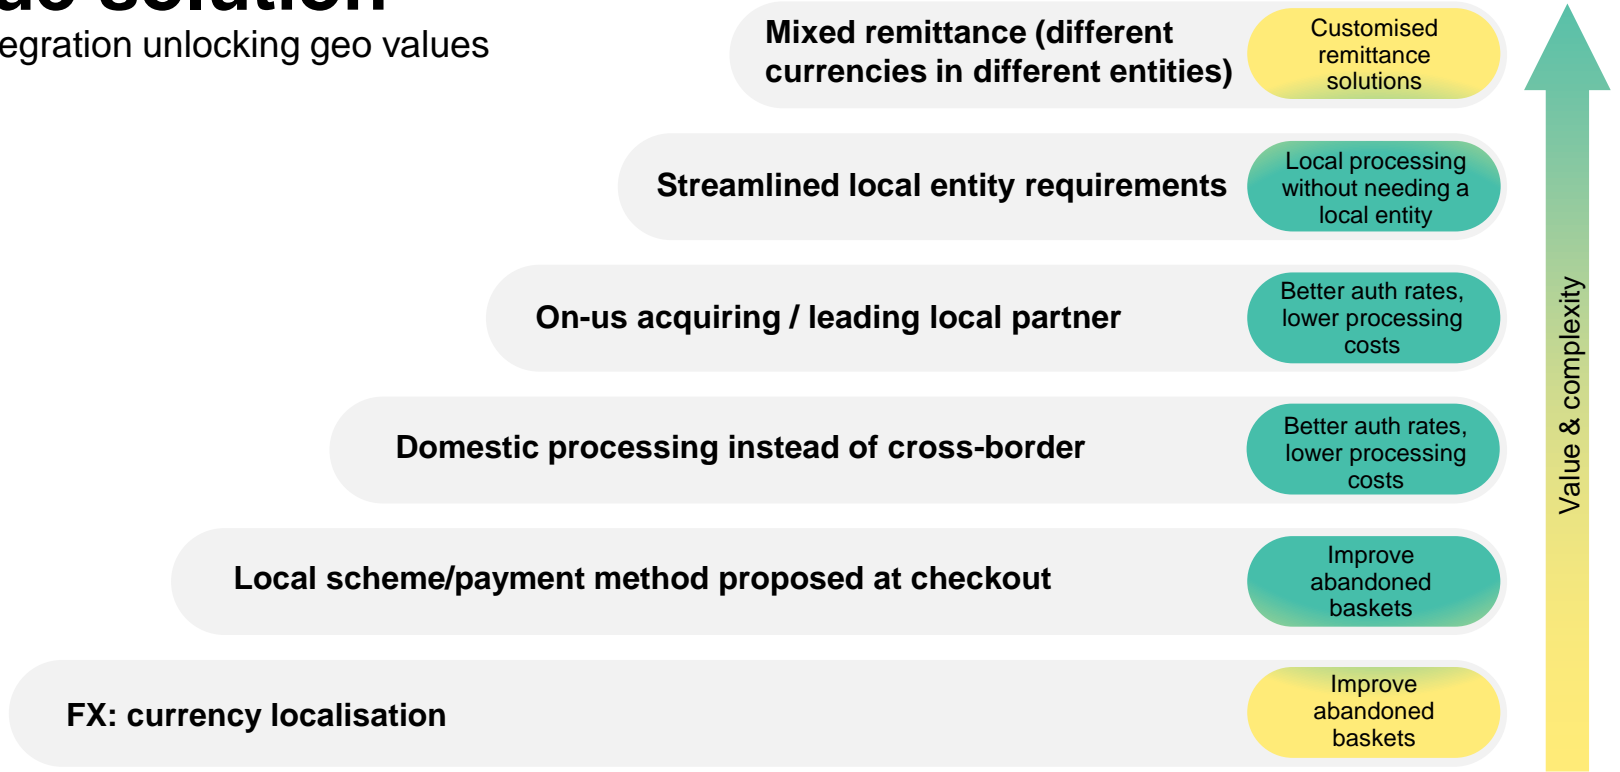 solution
unlocking geo values
Mixed remittance (different
currencies in different entities)
Customised
remittance
solutions
Streamlined local entity requirements
Local processing
without needing a
local entity
On-us acquiring / leading local partner
Better auth rates,
lower processing
costs
Domestic processing instead of cross-border
Better auth rates,
lower processing
costs
Local scheme/payment method proposed at checkout
Improve
abandoned
baskets
FX: currency localisation
Improve
abandoned
baskets
Value & complexity